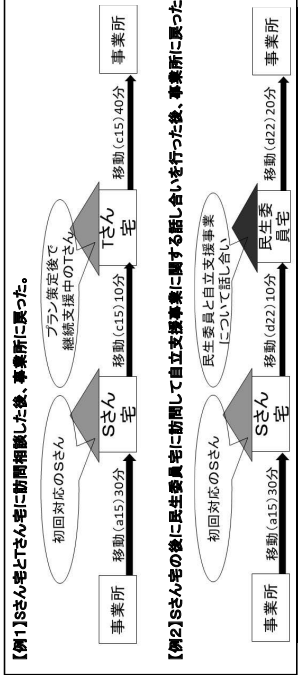 【例1】Sさん宅とTさん宅に訪問相談した後、事業所に戻った。
初回対応のSさん
プラン策定後で
継続支援中のTさん
事業所
移動(a15)30分
Sさん
宅
移動(c15)10分
Tさん
宅
移動(c15)40分
事業所
【例2】Sさん宅の後に民生委員宅に訪問して自立支援事業に関する話し合いを行った後、事業所に戻った
初回対応のSさん
民生委員と自立支援事業
について話し合い
事業所
移動(a15)30分
Sさん
宅
移動(d22)10分
民生委
員宅
移動(d22)20分
事業所